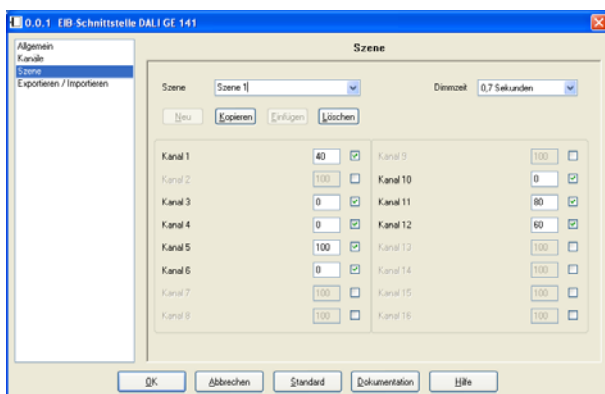 0.0.1 EIB-Schnittstelle DALI GE 141
Allgemein
Kanäle
Szene
Exportieren / Importieren
Szene
Szene Szene 1 Dimmzeit 0,7 Sekunden
Neu Kopieren Einfügen Löschen
Kanal 1 40
Kanal 2 100
Kanal 3 0
Kanal 4 0
Kanal 5 100
Kanal 6 0
Kanal 7 100
Kanal 8 100
Kanal 9 100
Kanal 10 0
Kanal 11 80
Kanal 12 60
Kanal 13 100
Kanal 14 100
Kanal 15 100
Kanal 16 100
OK Abbrechen Standard Dokumentation Hilfe